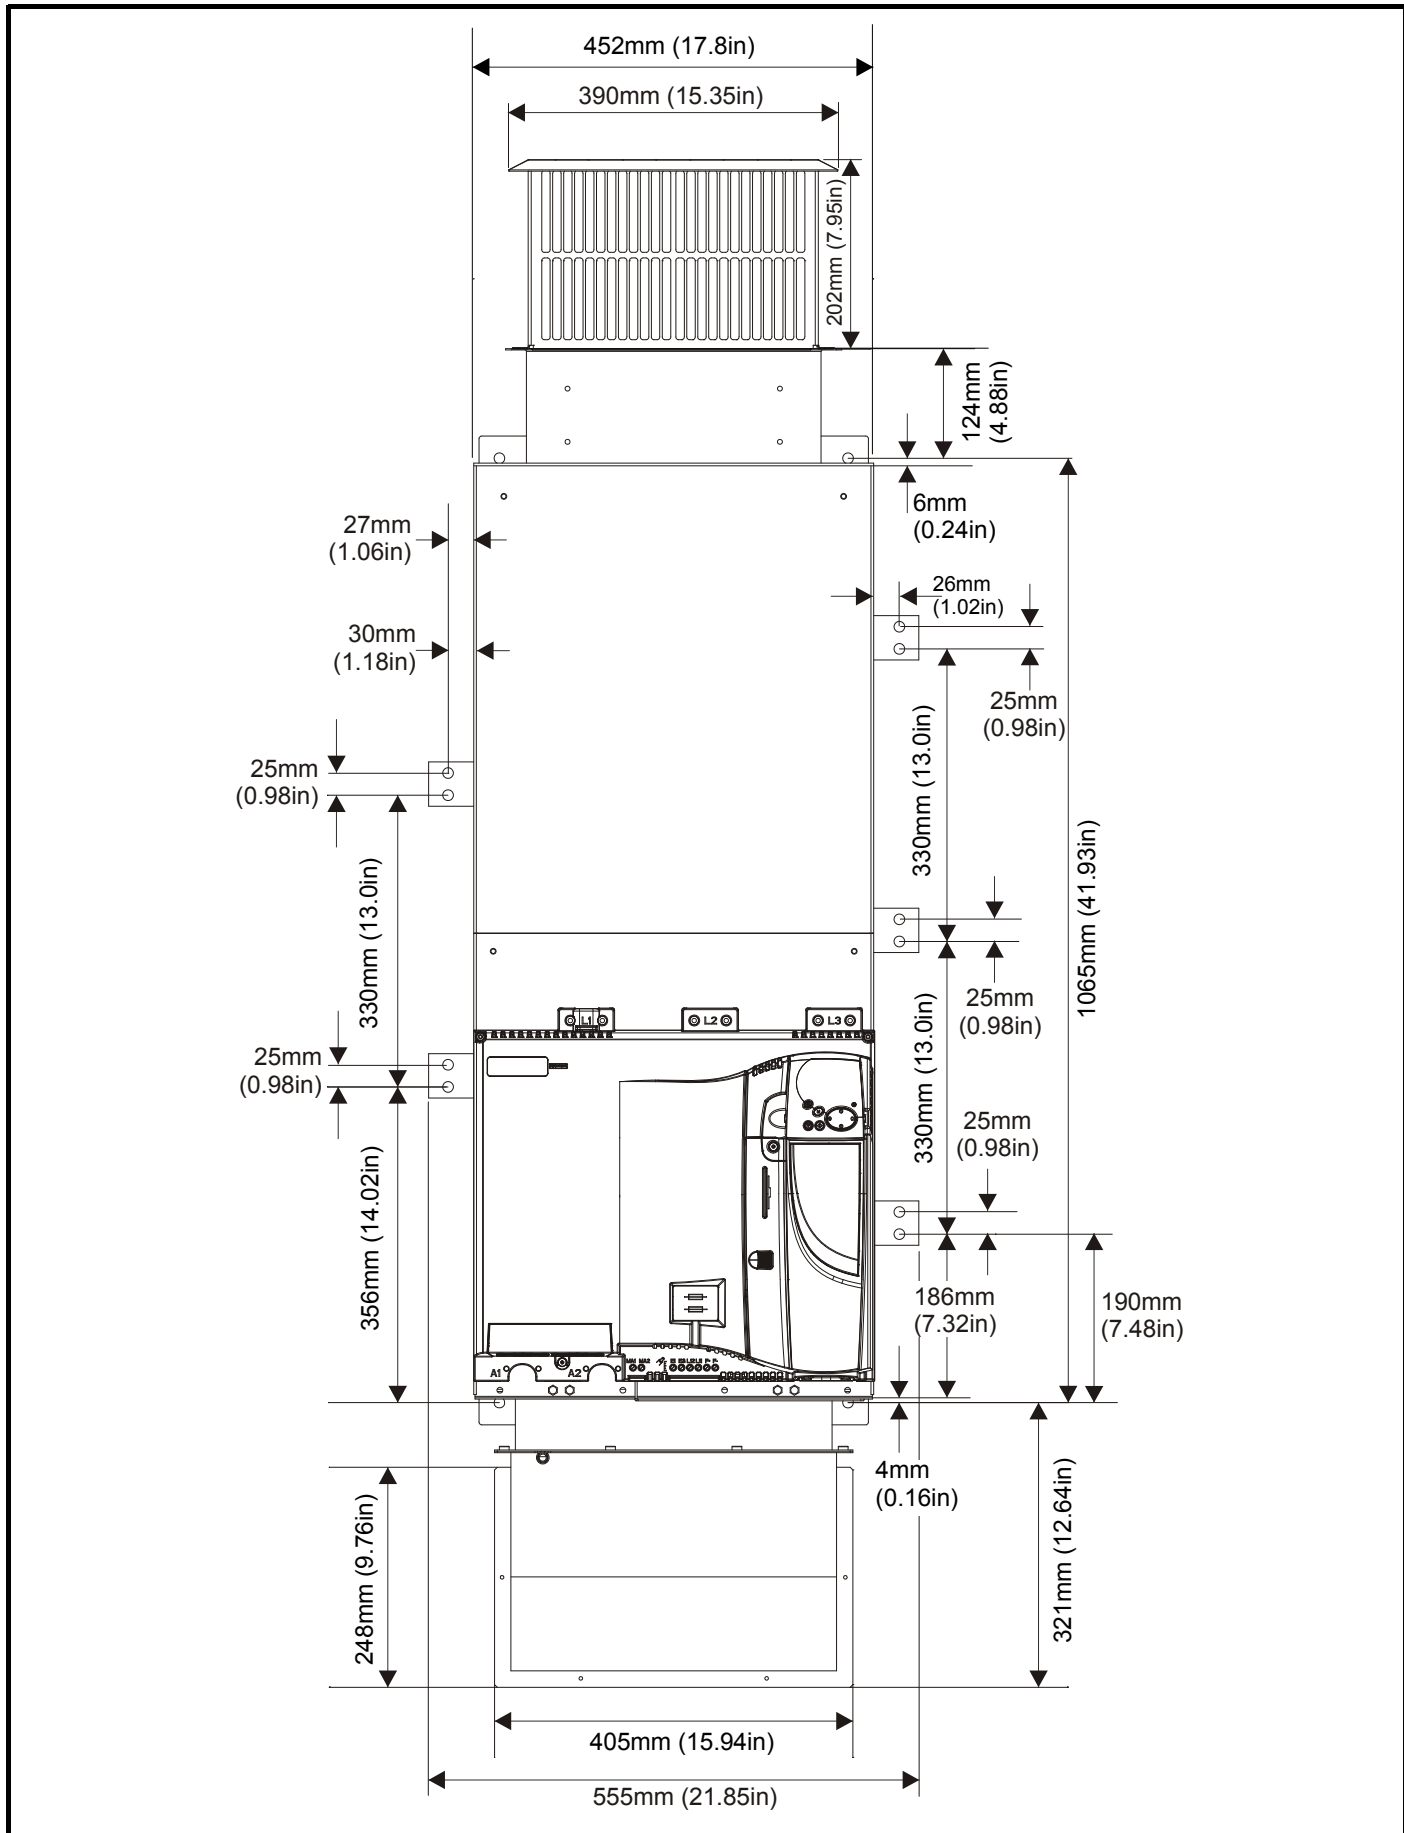 452mm (17.8in)
390mm (15.35in)
202mm (7.95in)
124mm
(4.88in)
6mm
(0.24in)
27mm
(1.06in)
26mm
(1.02in)
30mm
(1.18in)
25mm
(0.98in)
25mm
(0.98in)
330mm (13.0in)
1065mm (41.93in)
330mm (13.0in)
25mm
(0.98in)
L1
L2
L3
25mm
(0.98in)
330mm (13.0in)
25mm
(0.98in)
356mm (14.02in)
186mm
(7.32in)
190mm
(7.48in)
A1
A2
MA1 MA2
4mm
(0.16in)
248mm (9.76in)
321mm (12.64in)
405mm (15.94in)
555mm (21.85in)